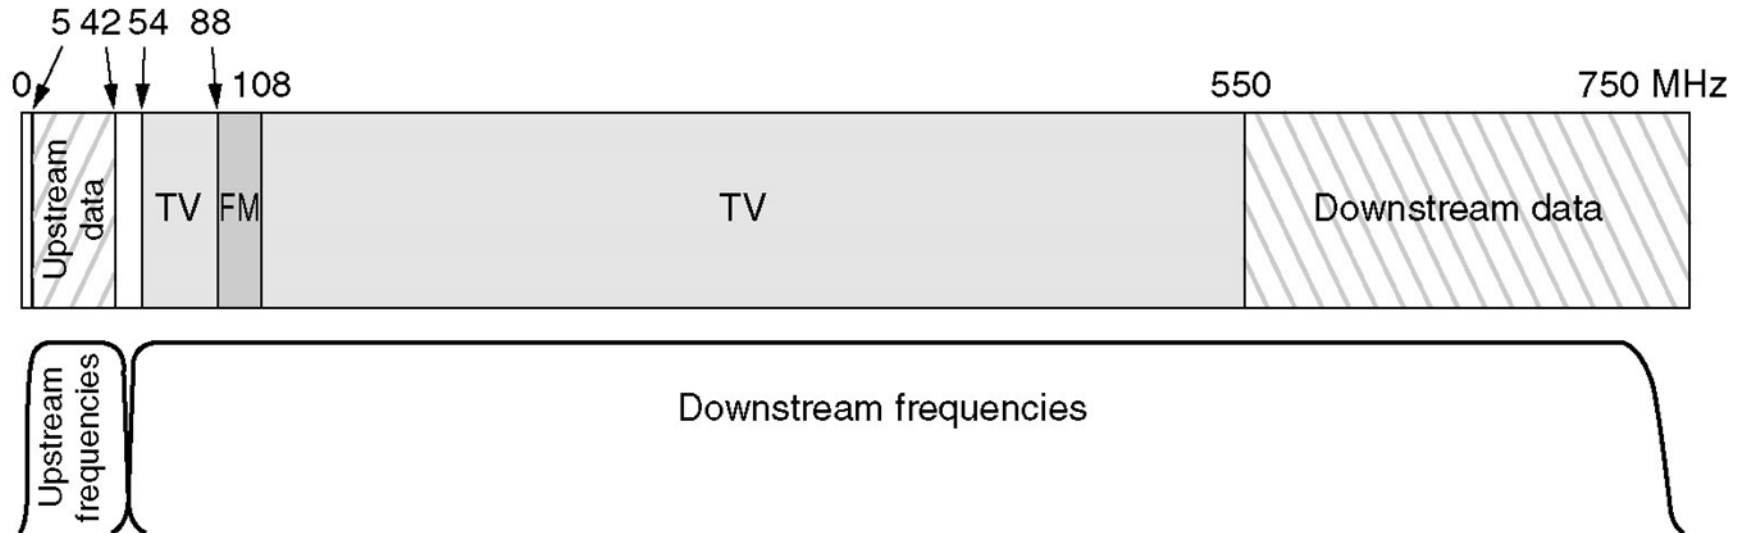 5 42 54 88
0 108 550 750 MHz
Upstream
data
TV
FM
TV
Downstream data
Upstream
frequencies
Downstream frequencies